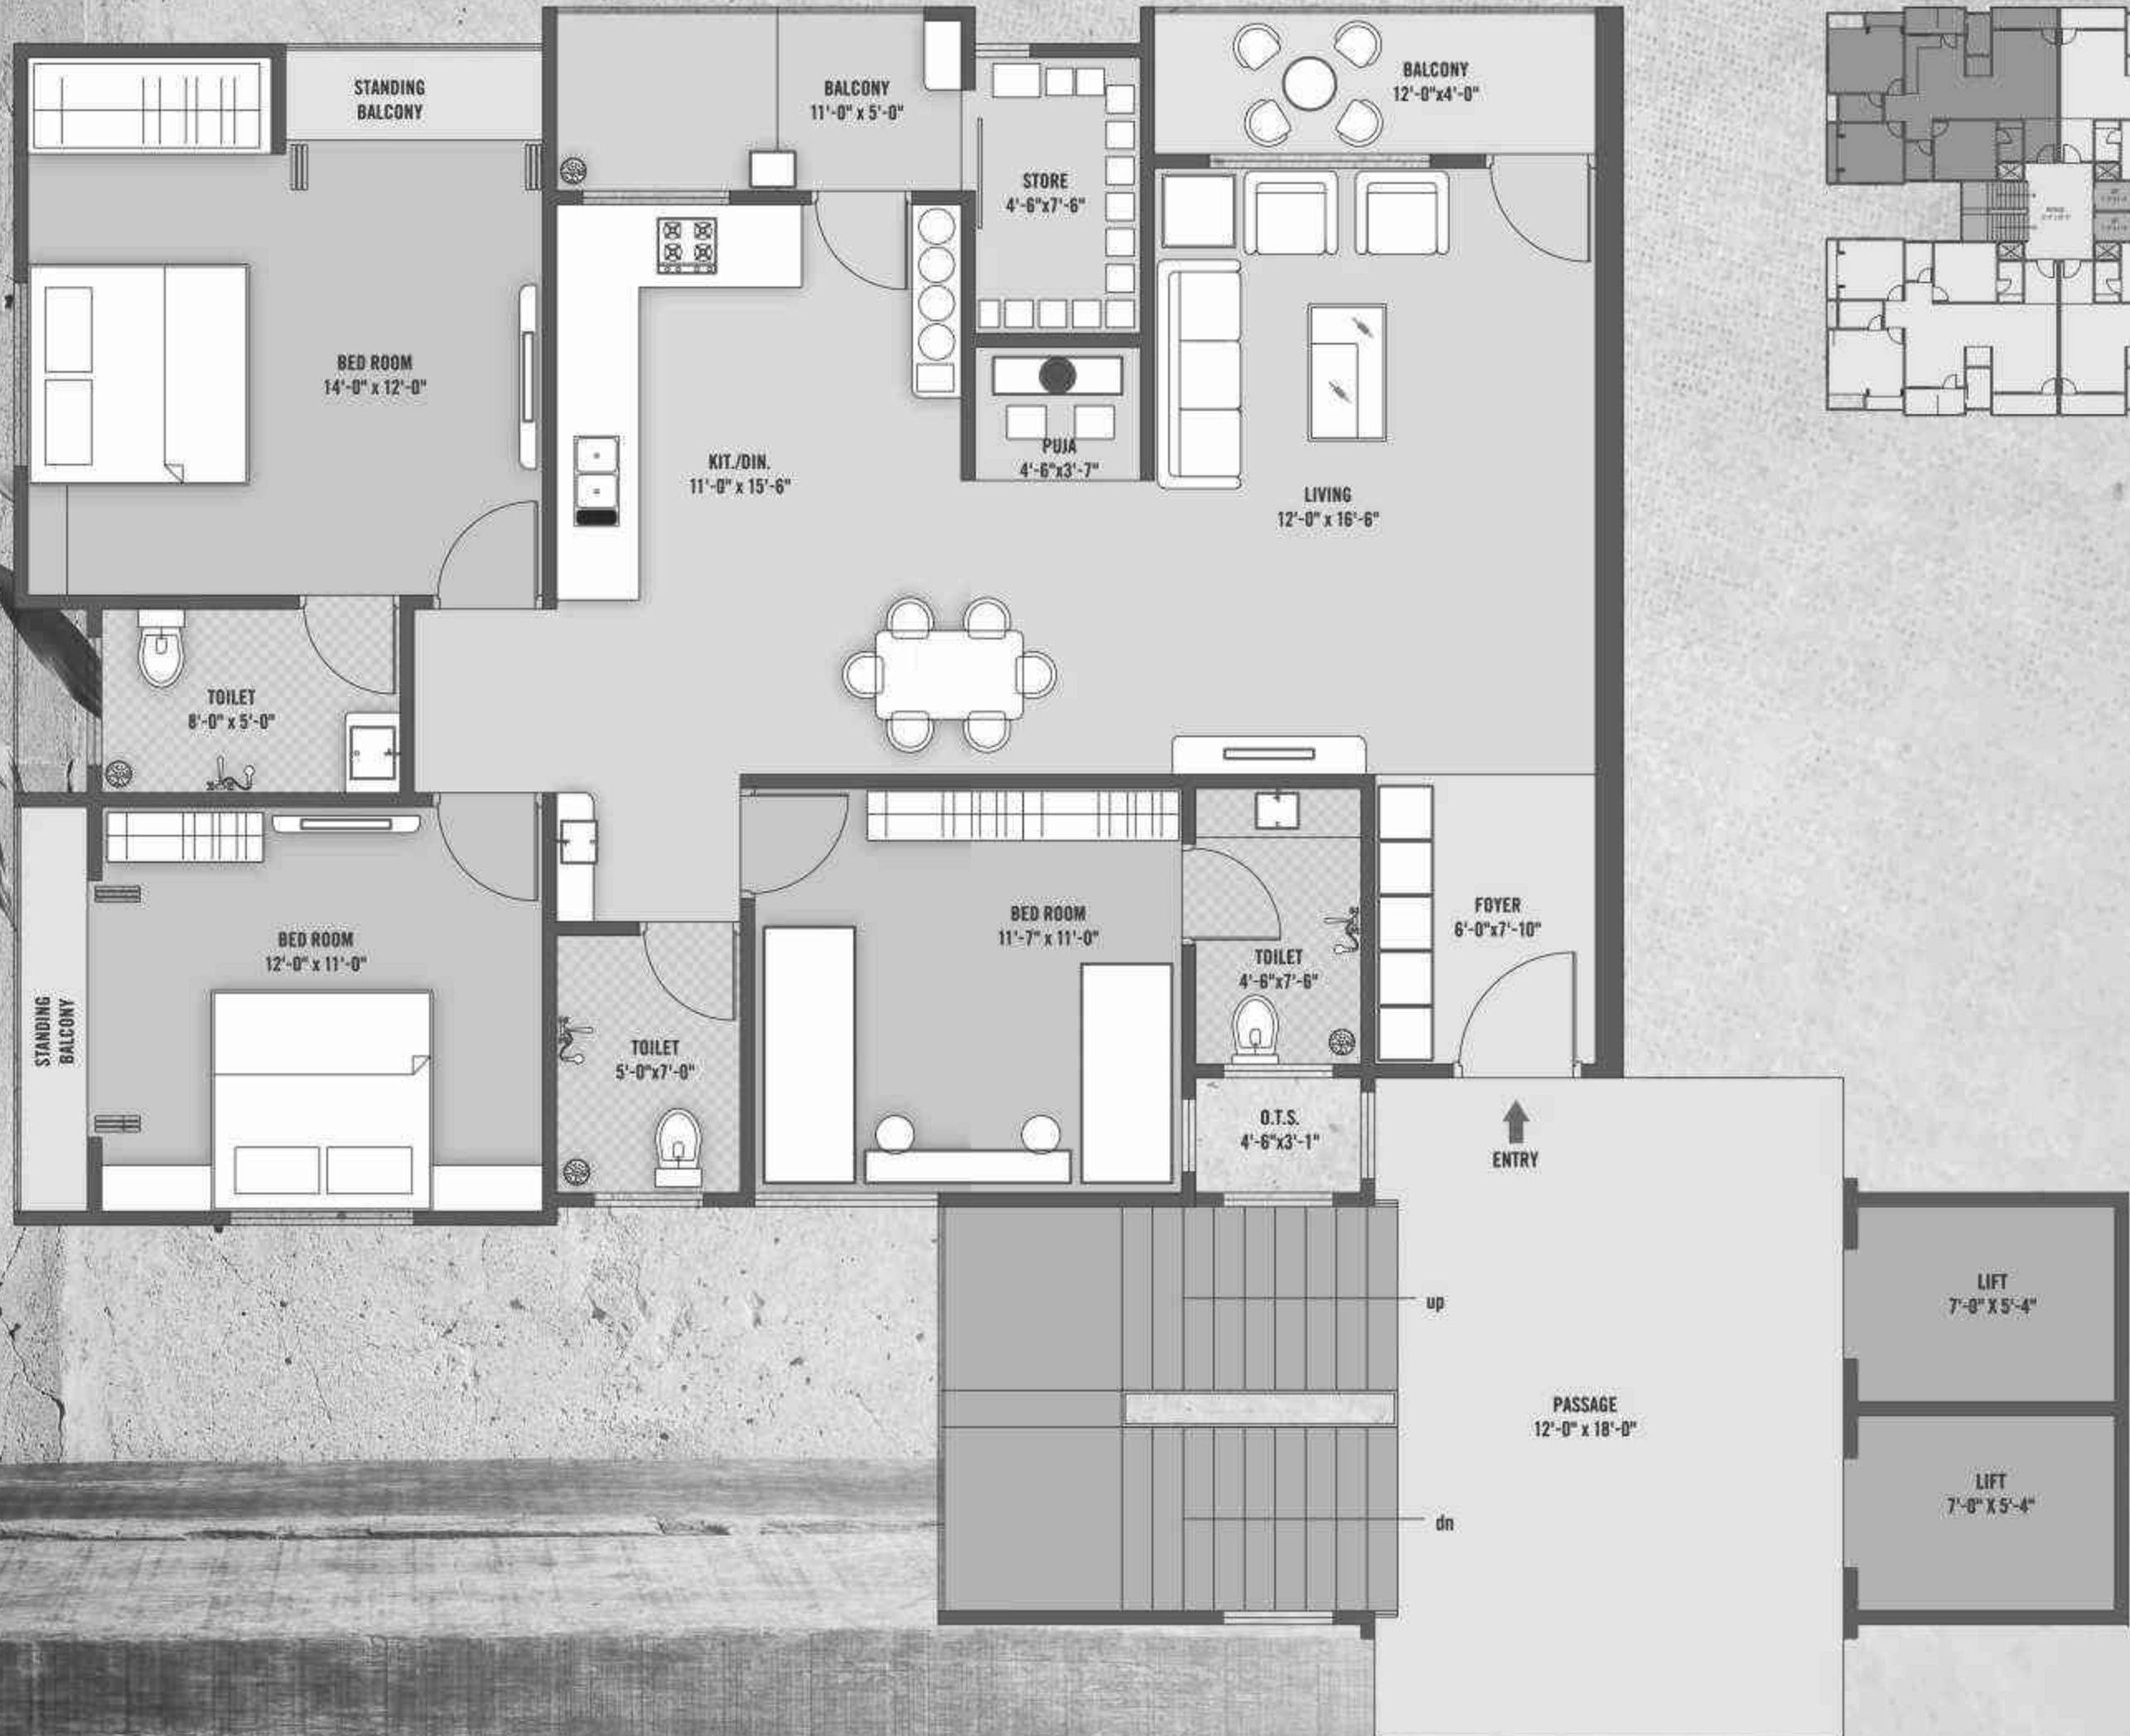 STANDING
BALCONY
BALCONY
11'-0" x 5'-0"
BALCONY
12'-0"x4'-0"
STORE
4'-6"x7'-6"
BED ROOM
14'-0" x 12'-0"
KIT./DIN.
11'-0" x 15'-6"
PUJA
4'-6"x3'-7"
LIVING
12'-0" x 16'-6"
TOILET
8'-0" x 5'-0"
BED ROOM
12'-0" x 11'-0"
STANDING
BALCONY
TOILET
5'-0"x7'-0"
BED ROOM
11'-7" x 11'-0"
TOILET
4'-6"x7'-6"
FOYER
6'-0"x7'-10"
O.T.S.
4'-6"x3'-1"
ENTRY
up
dn
PASSAGE
12'-0" x 18'-0"
LIFT
7'-0" X 5'-4"
LIFT
7'-0" X 5'-4"